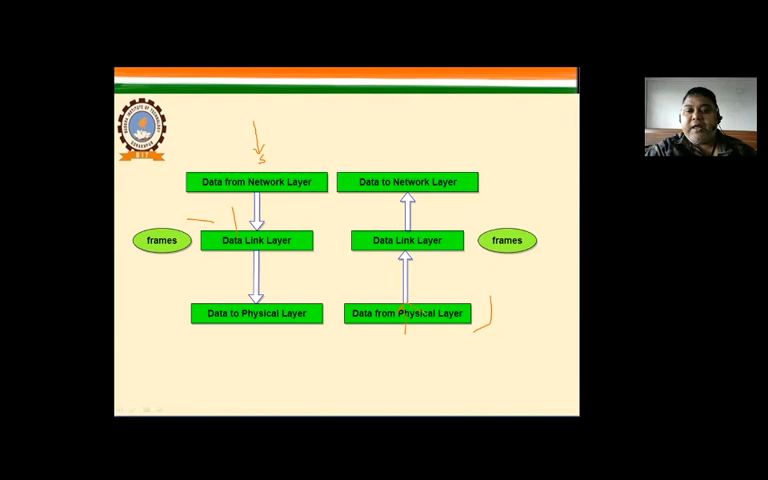 Data from Network Layer
Data to Network Layer
frames
Data Link Layer
Data Link Layer
frames
Data to Physical Layer
Data from Physical Layer
BIT